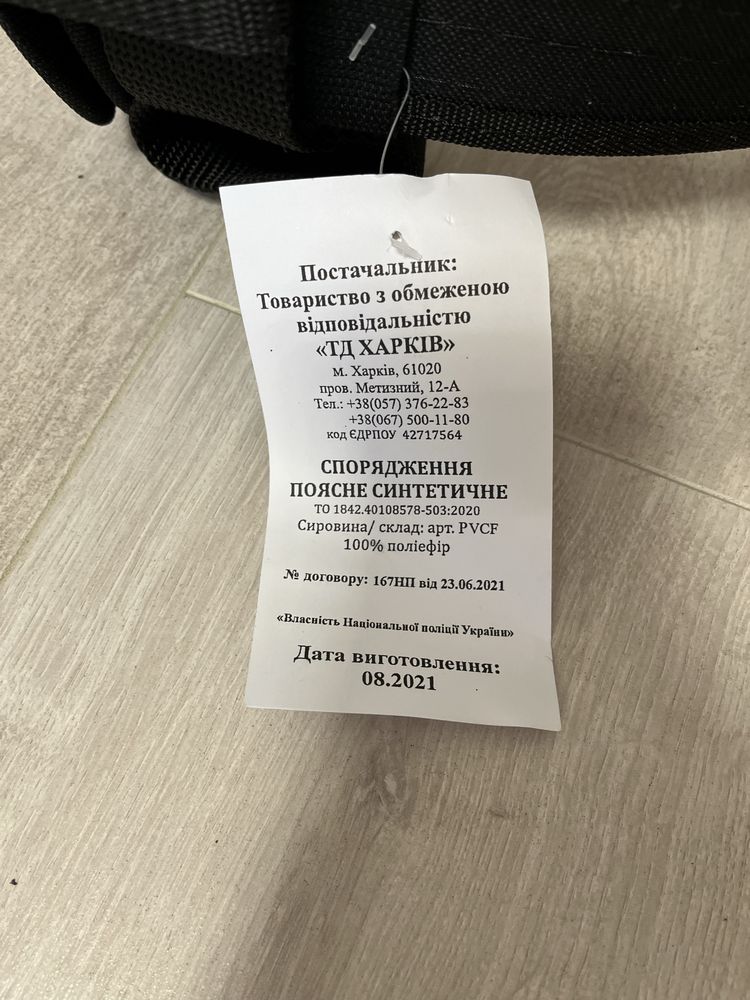 Постачальник:
Товариство з обмеженою
відповідальністю
«ТД ХАРКІВ»
м. Харків, 61020
пров. Метизний, 12-А
Тел.: +38(057) 376-22-83
+38(067) 500-11-80
код ЄДРПОУ 42717564
СПОРЯДЖЕННЯ
ПОЯСНЕ СИНТЕТИЧНЕ
ТО 1842.40108578-503:2020
Сировина/ склад: арт. PVCF
100% поліефір
№ договору: 167НП від 23.06.2021
«Власність Національної поліції України»
Дата виготовлення:
08.2021